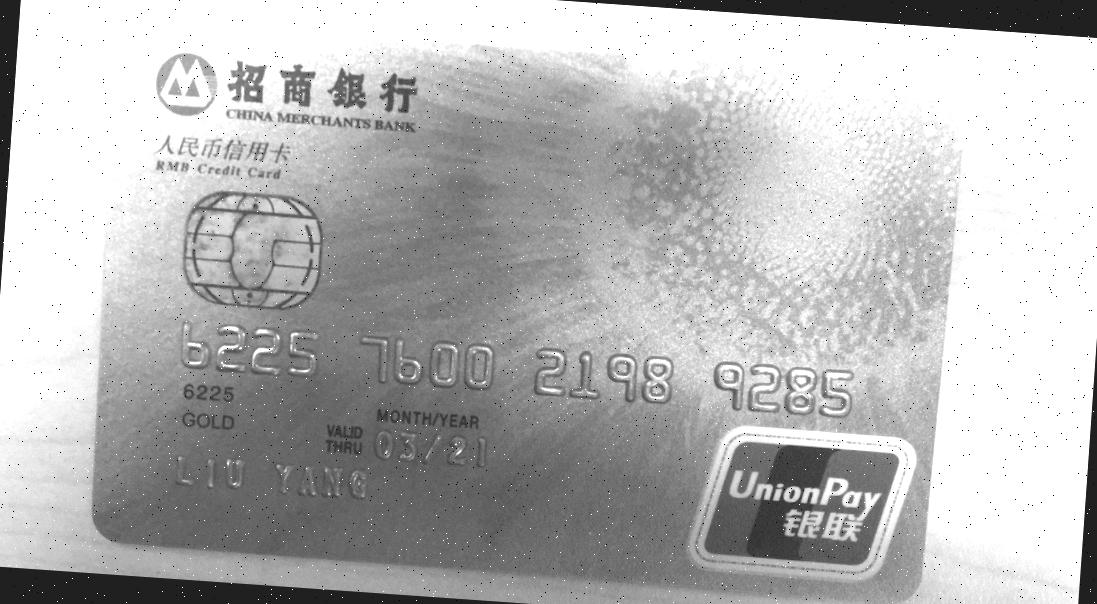 招商銀行
CHINA MERCHANTS BANK
人民币信用卡
RMB Credit Card
6225 7600 2198 9285
6225
GOLD
MONTH/YEAR
VALID THRU 03/21
LIU YANG
UnionPay
银联